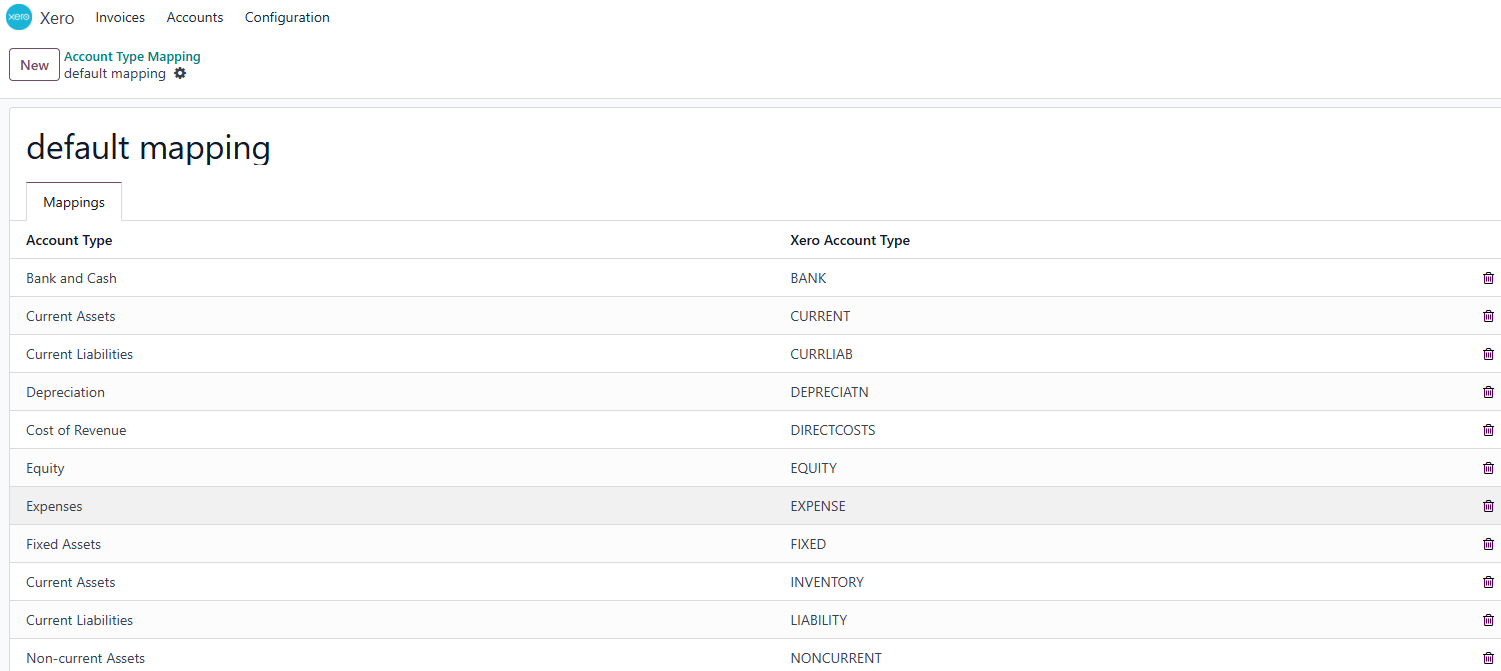 xero Xero Invoices Accounts Configuration
New Account Type Mapping
default mapping
default mapping
Mappings
Account Type Xero Account Type
Bank and Cash BANK
Current Assets CURRENT
Current Liabilities CURRLIAB
Depreciation DEPRECIATN
Cost of Revenue DIRECTCOSTS
Equity EQUITY
Expenses EXPENSE
Fixed Assets FIXED
Current Assets INVENTORY
Current Liabilities LIABILITY
Non-current Assets NONCURRENT